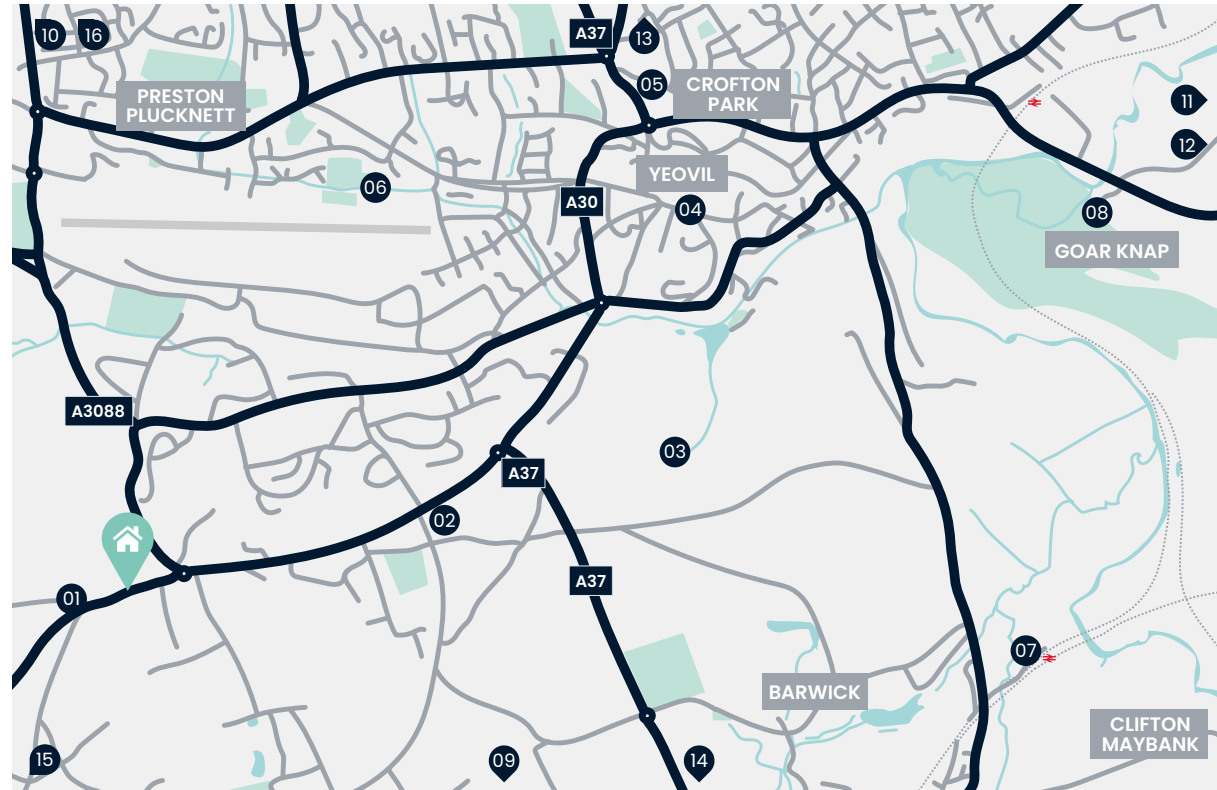 A37
10
16
13
05
CROFTON
PARK
PRESTON
PLUCKNETT
11
12
YEOVIL
06
A30
04
08
GOAR KNAP
A3088
03
A37
02
A37
01
07
BARWICK
CLIFTON
MAYBANK
15
09
14